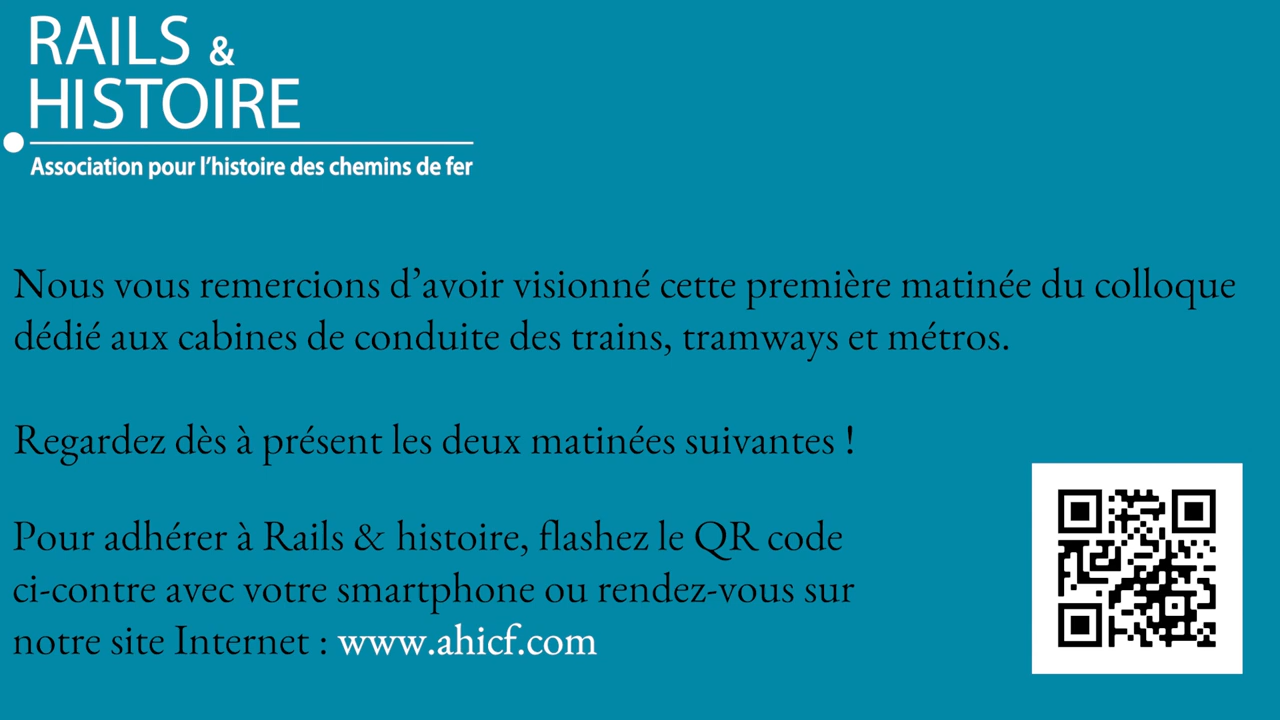 RAILS &
HISTOIRE
Association pour l’histoire des chemins de fer
Nous vous remercions d’avoir visionné cette première matinée du colloque
dédié aux cabines de conduite des trains, tramways et métros.
Regardez dès à présent les deux matinées suivantes !
Pour adhérer à Rails & histoire, flashez le QR code
ci-contre avec votre smartphone ou rendez-vous sur
notre site Internet : www.ahicf.com